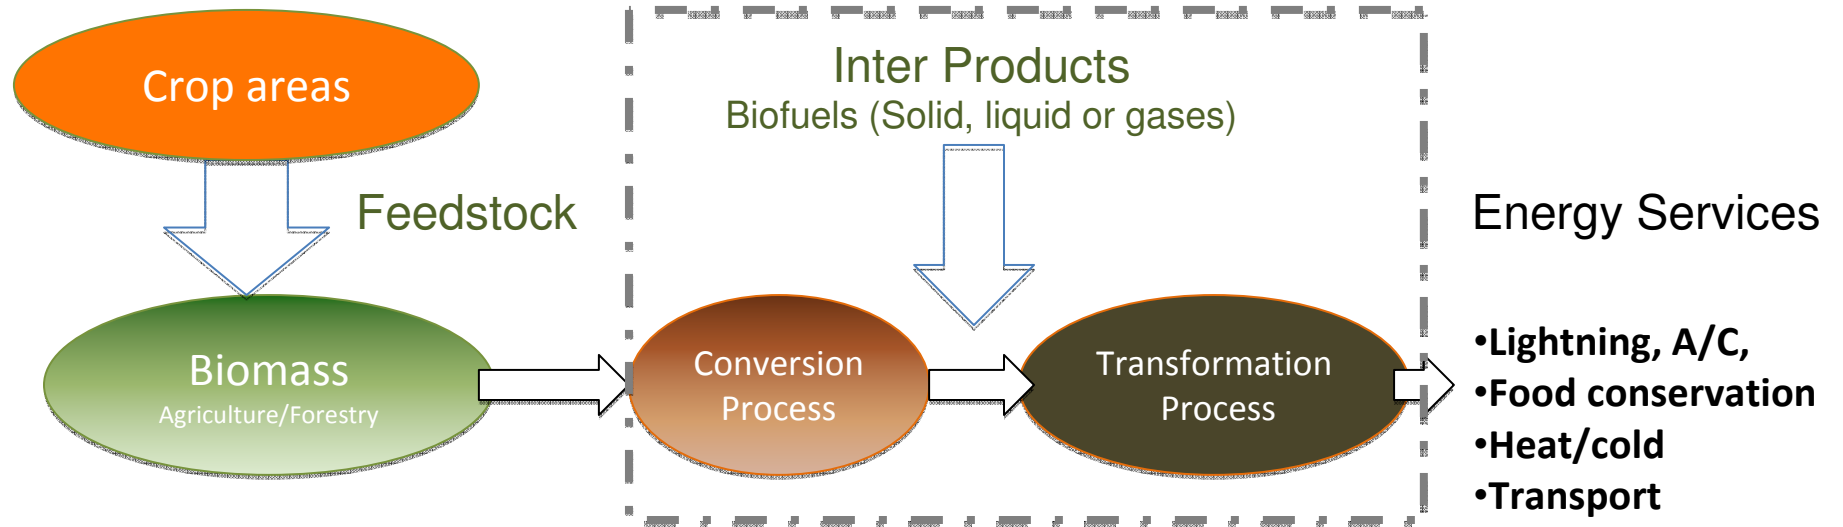 Crop areas
Inter Products
Biofuels (Solid, liquid or gases)
Feedstock
Energy Services
Biomass
Agriculture/Forestry
Conversion
Process
Transformation
Process
•Lightning, A/C,
•Food conservation
•Heat/cold
•Transport